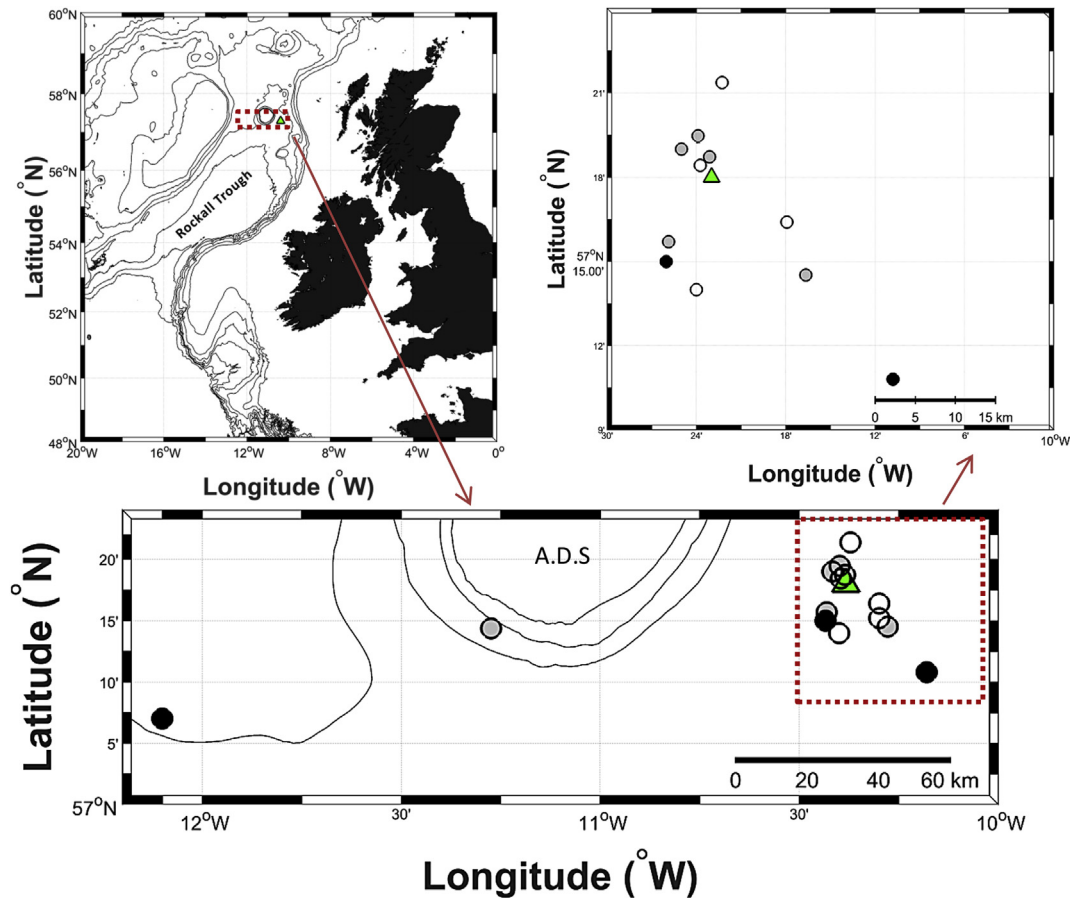 60°N
58°N
56°N
54°N
52°N
50°N
48°N
20°W
16°W
12°W
8°W
4°W
0°
Latitude (°N)
Longitude (°W)
Rockall Trough
21'
18'
57°N
15.00'
12'
9'
30'
24'
18'
12'
6'
10°W
0 5 10 15 km
Latitude (°N)
Longitude (°W)
A.D.S
20'
15'
10'
5'
57°N
12°W
30'
11°W
30'
10°W
0 20 40 60 km
Latitude (°N)
Longitude (°W)